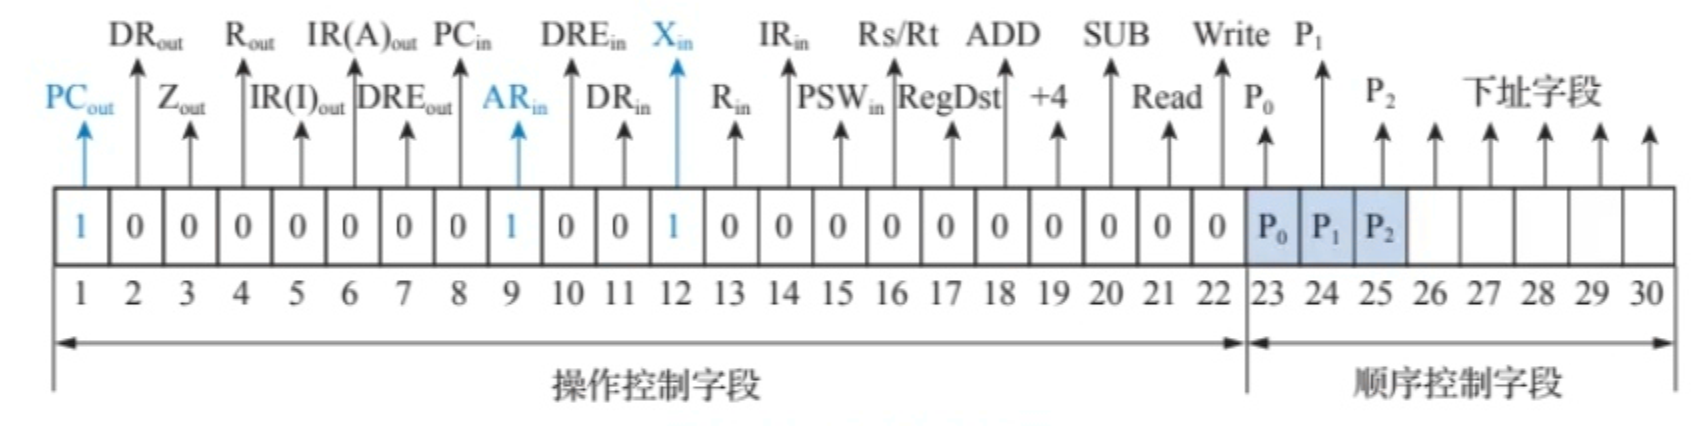 DRout Rout IR(A)out PCin DREin Xin IRin Rs/Rt ADD SUB Write P1
PCout Zout IR(I)out DREout ARin DRin Rin PSWin RegDst +4 Read P0 P2 下址字段
1 0 0 0 0 0 0 0 1 0 0 1 0 0 0 0 0 0 0 0 0 0 P0 P1 P2
1 2 3 4 5 6 7 8 9 10 11 12 13 14 15 16 17 18 19 20 21 22 23 24 25 26 27 28 29 30
操作控制字段 顺序控制字段